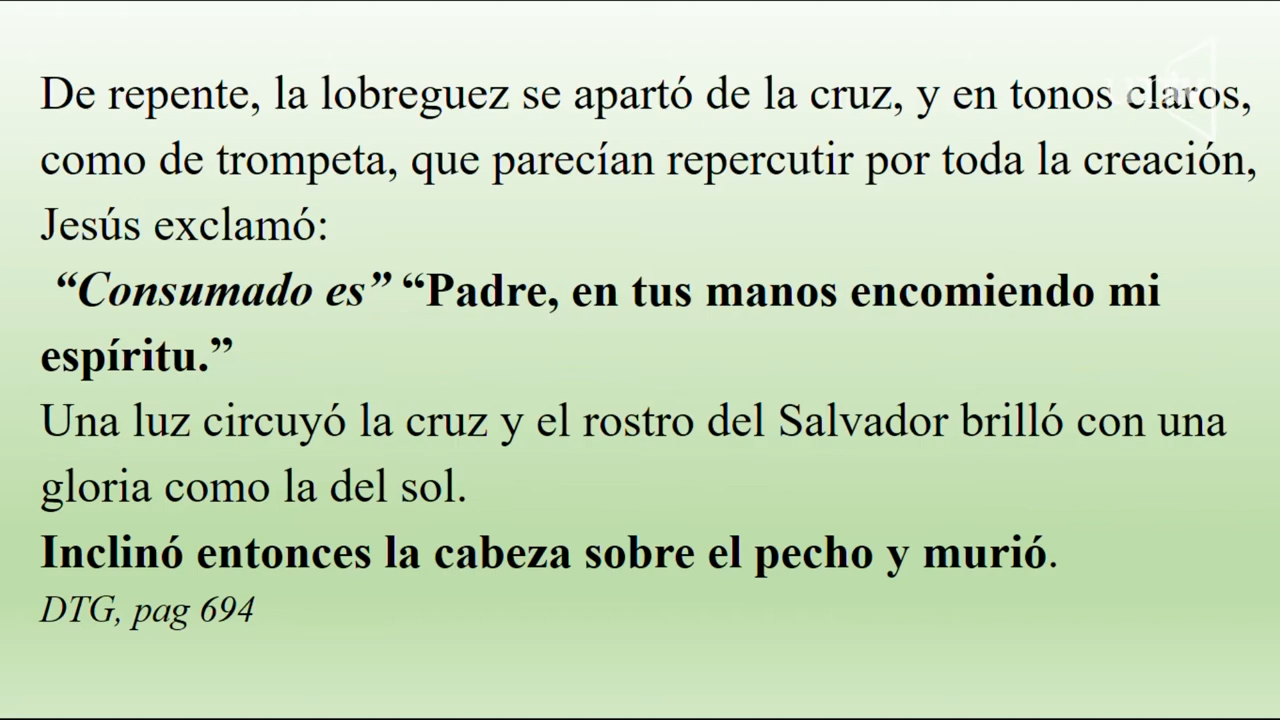 De repente, la lobreguez se apartó de la cruz, y en tonos claros,
como de trompeta, que parecían repercutir por toda la creación,
Jesús exclamó:
“Consumado es” “Padre, en tus manos encomiendo mi
espíritu.”
Una luz circuyó la cruz y el rostro del Salvador brilló con una
gloria como la del sol.
Inclinó entonces la cabeza sobre el pecho y murió.
DTG, pag 694